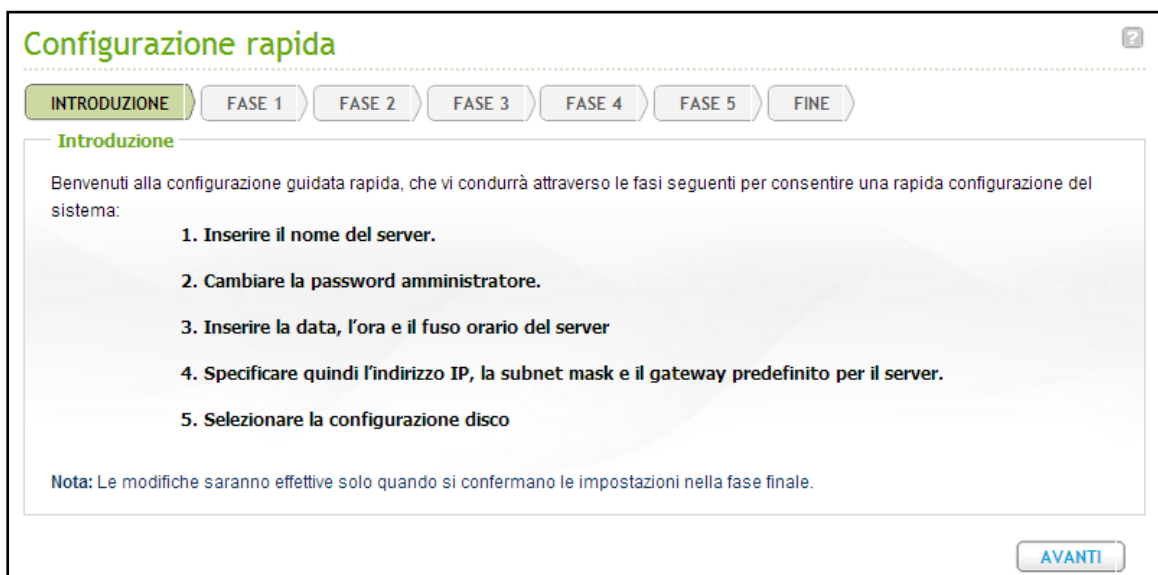 Configurazione rapida
?
INTRODUZIONE FASE 1 FASE 2 FASE 3 FASE 4 FASE 5 FINE
Introduzione
Benvenuti alla configurazione guidata rapida, che vi condurrà attraverso le fasi seguenti per consentire una rapida configurazione del
sistema:
1. Inserire il nome del server.
2. Cambiare la password amministratore.
3. Inserire la data, l'ora e il fuso orario del server
4. Specificare quindi l'indirizzo IP, la subnet mask e il gateway predefinito per il server.
5. Selezionare la configurazione disco
Nota: Le modifiche saranno effettive solo quando si confermano le impostazioni nella fase finale.
AVANTI